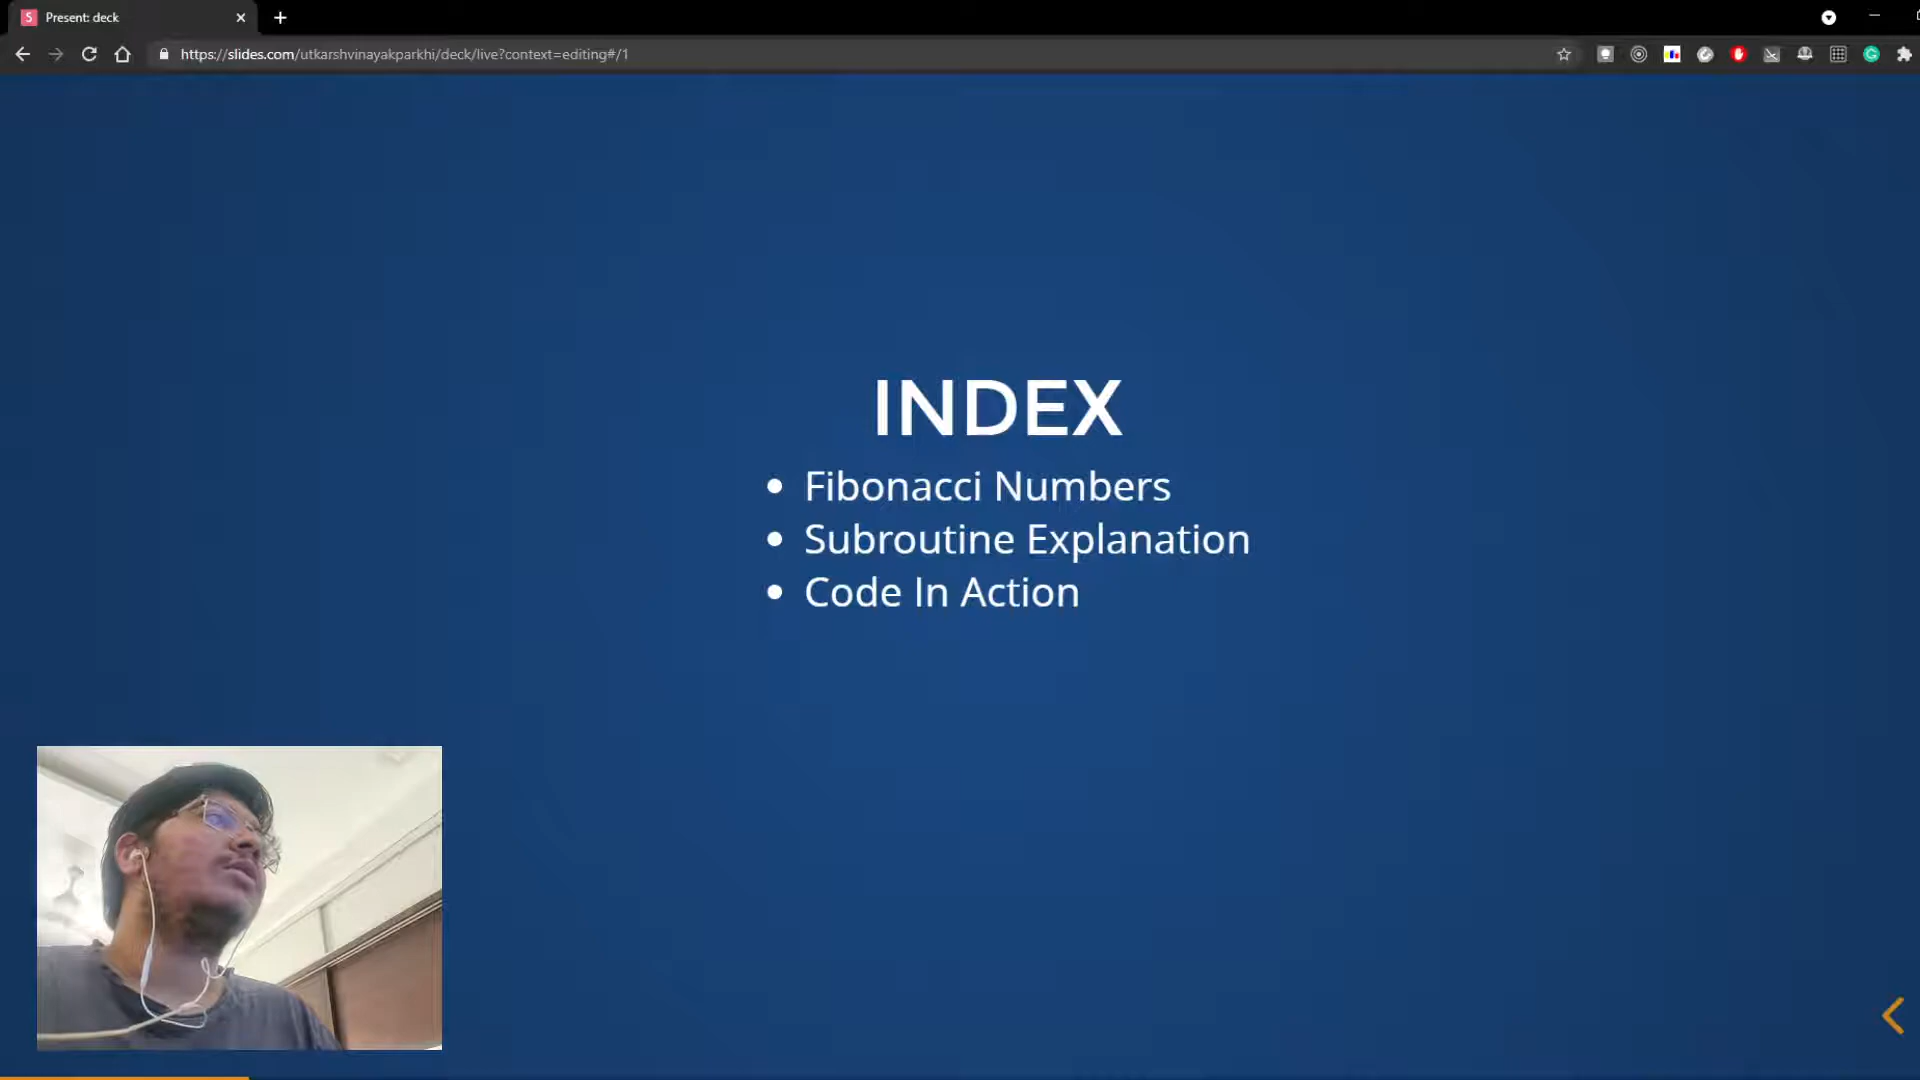 S Present: deck
https://slides.com/utkarshvinayakparkhi/deck/live?context=editing#/1
INDEX
• Fibonacci Numbers
• Subroutine Explanation
• Code In Action